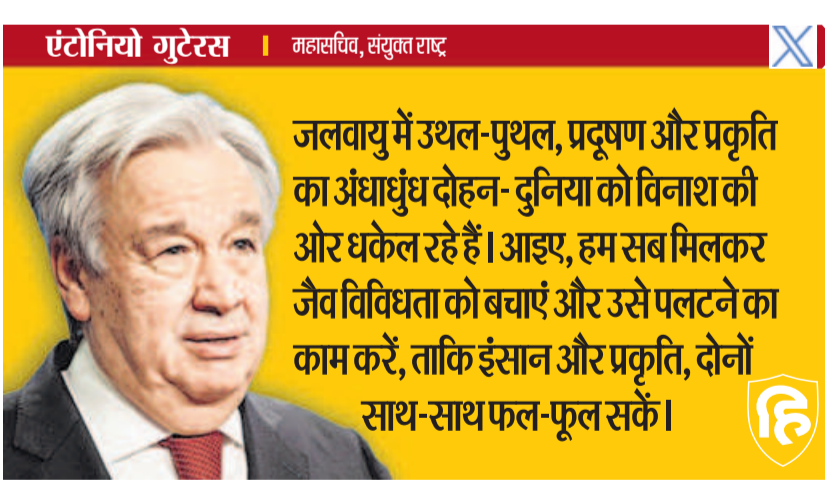 एंटोनियो गुटेरस | महासचिव, संयुक्त राष्ट्र X
जलवायु में उथल-पुथल, प्रदूषण और प्रकृति
का अंधाधुंध दोहन- दुनिया को विनाश की
ओर धकेल रहे हैं। आइए, हम सब मिलकर
जैव विविधता को बचाएं और उसे पलटने का
काम करें, ताकि इंसान और प्रकृति, दोनों
साथ-साथ फल-फूल सकें।
हि